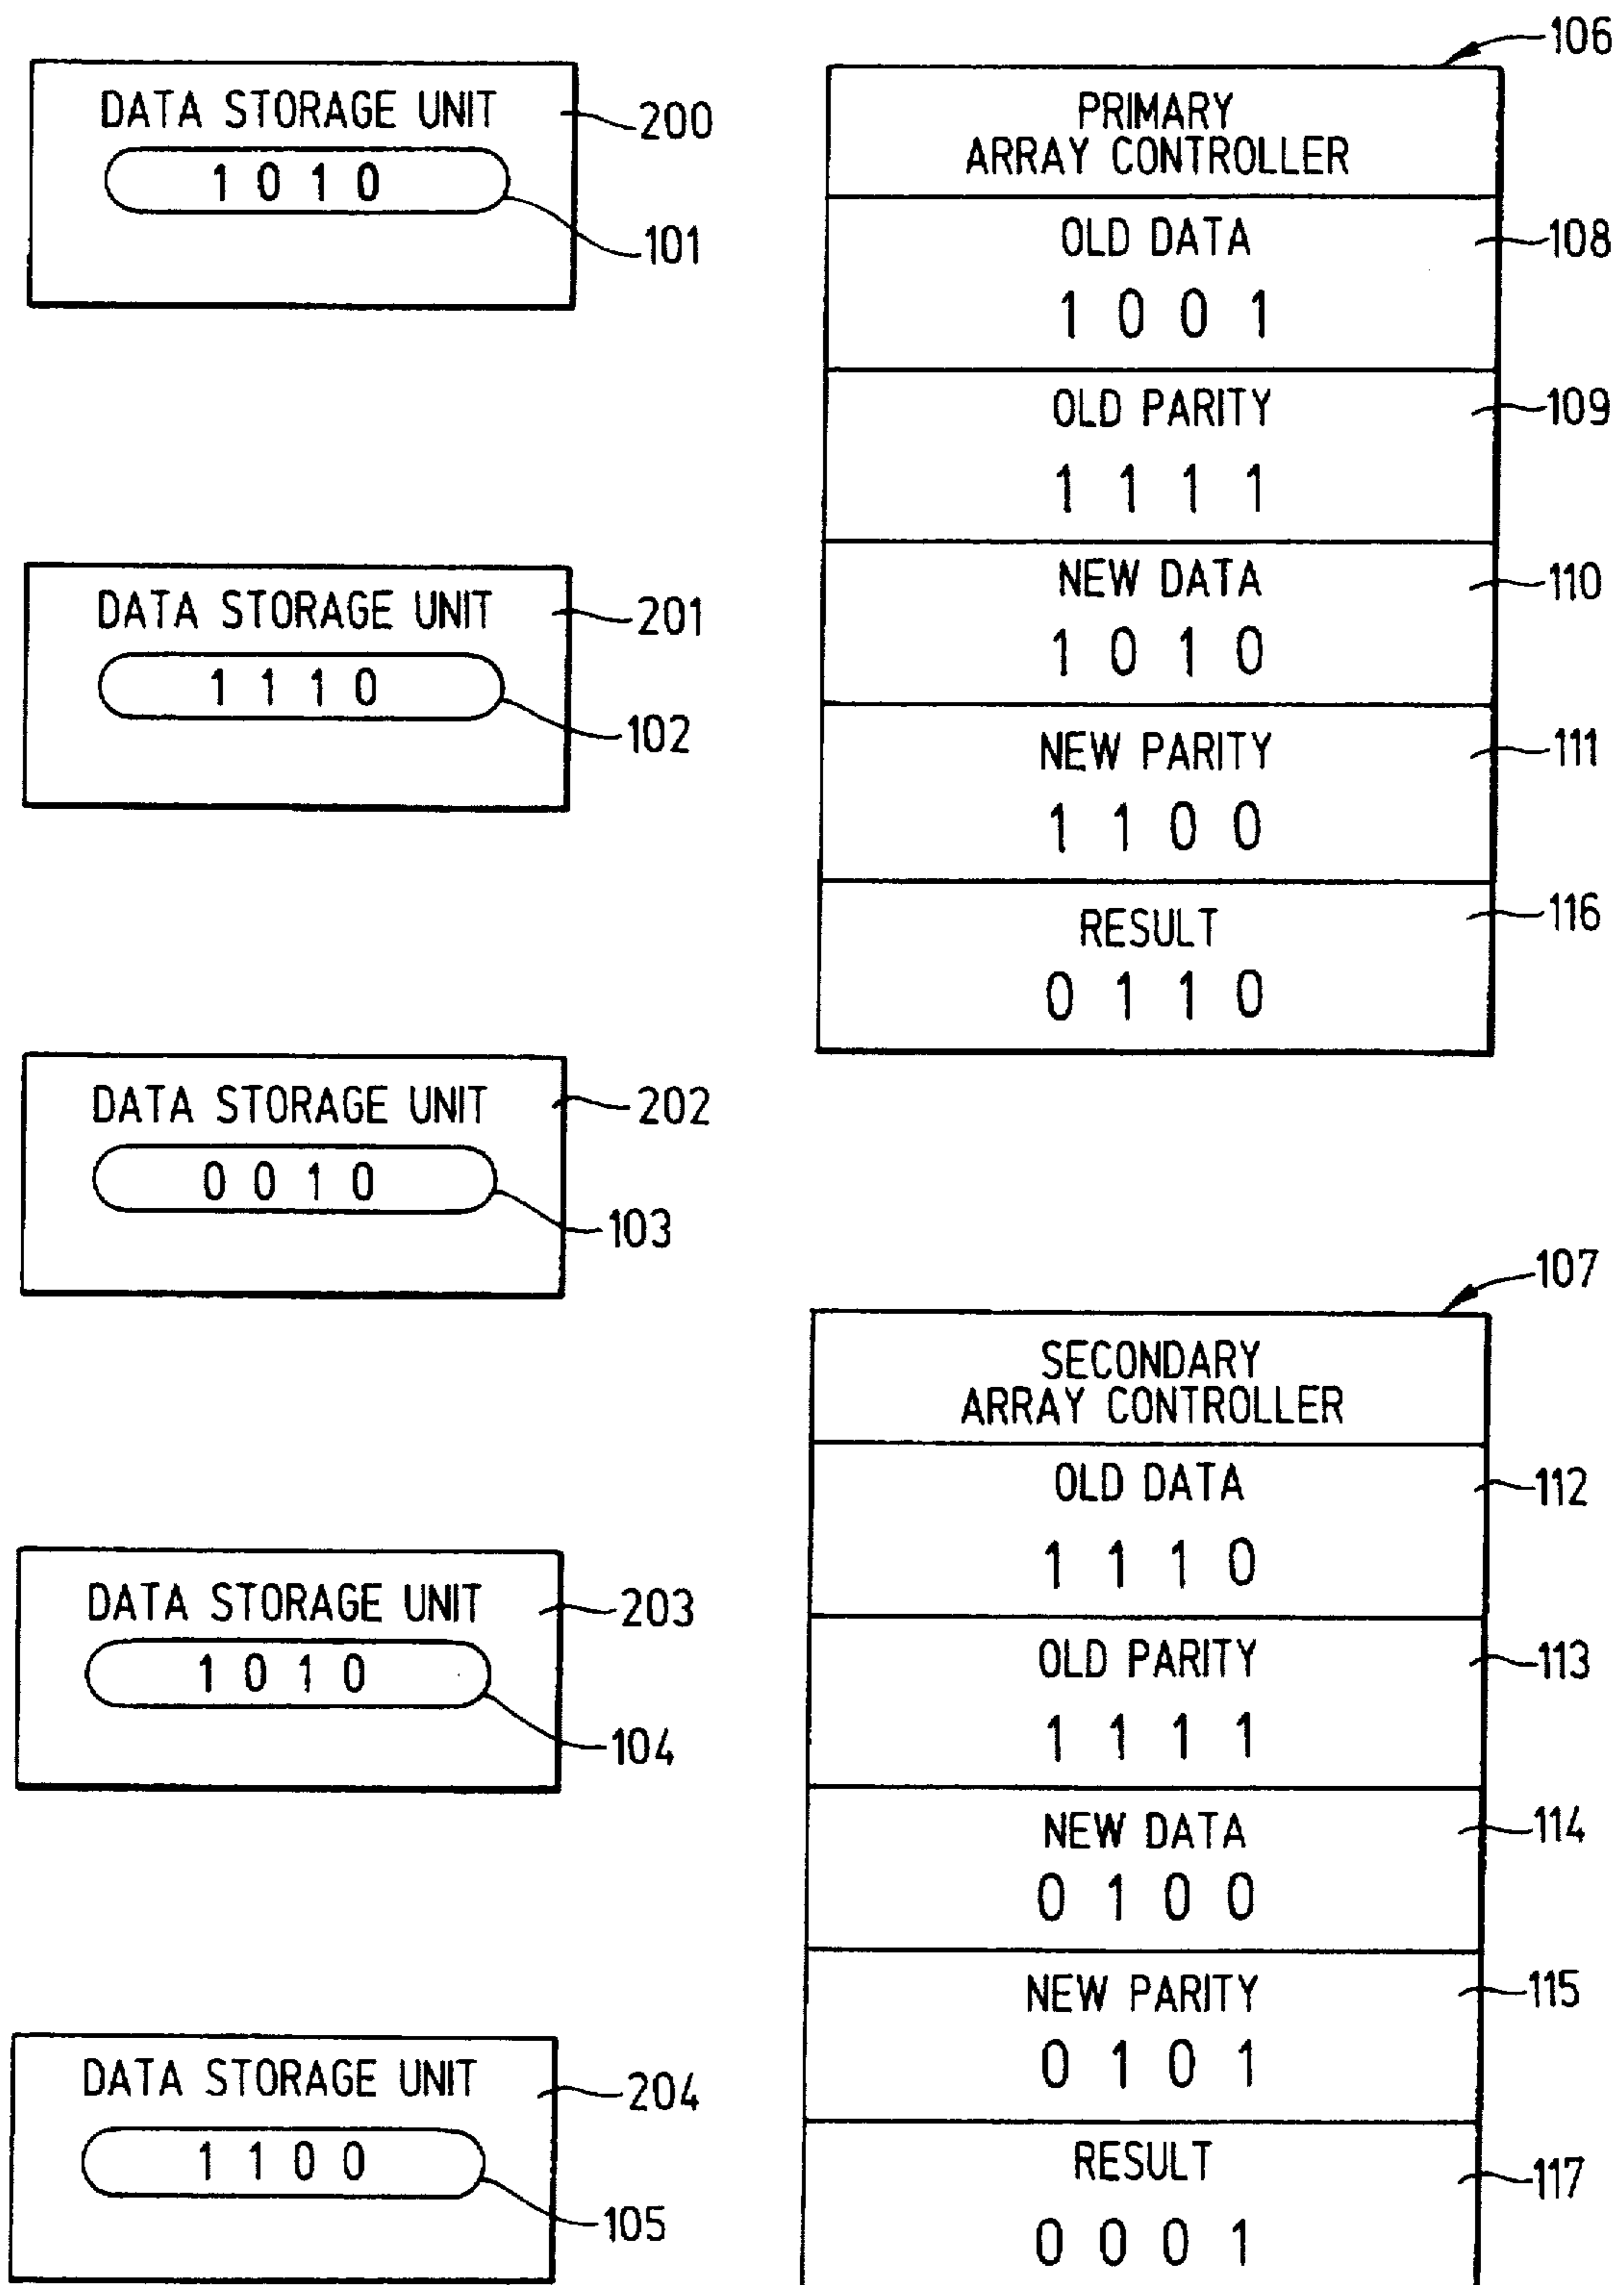 DATA STORAGE UNIT
200
1 0 1 0
101
DATA STORAGE UNIT
201
1 1 1 0
102
DATA STORAGE UNIT
202
0 0 1 0
103
DATA STORAGE UNIT
203
1 0 1 0
104
DATA STORAGE UNIT
204
1 1 0 0
105
106
PRIMARY
ARRAY CONTROLLER
OLD DATA
108
1 0 0 1
OLD PARITY
109
1 1 1 1
NEW DATA
110
1 0 1 0
NEW PARITY
111
1 1 0 0
RESULT
116
0 1 1 0
107
SECONDARY
ARRAY CONTROLLER
OLD DATA
112
1 1 1 0
OLD PARITY
113
1 1 1 1
NEW DATA
114
0 1 0 0
NEW PARITY
115
0 1 0 1
RESULT
117
0 0 0 1